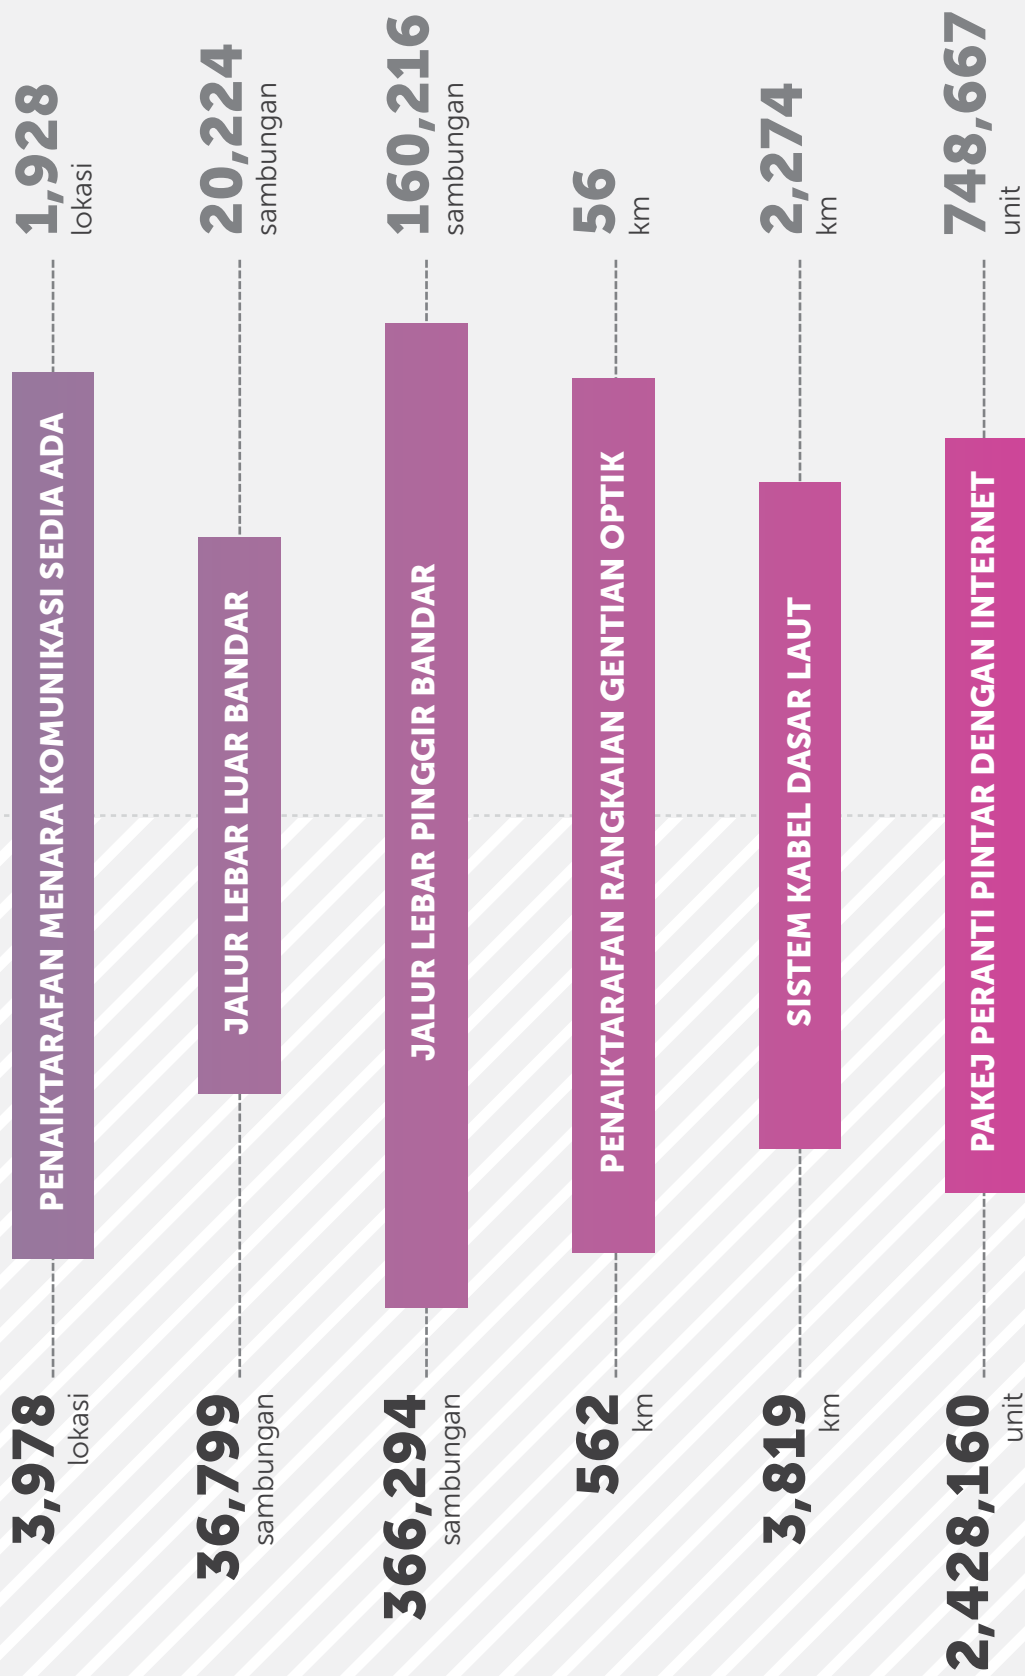 3,978
lokasi
PENAIKTARAFAN MENARA KOMUNIKASI SEDIA ADA
1,928
lokasi
36,799
sambungan
JALUR LEBAR LUAR BANDAR
20,224
sambungan
366,294
sambungan
JALUR LEBAR PINGGIR BANDAR
160,216
sambungan
562
km
PENAIKTARAFAN RANGKAIAN GENTIAN OPTIK
56
km
3,819
km
SISTEM KABEL DASAR LAUT
2,274
km
2,428,160
unit
PAKEJ PERANTI PINTAR DENGAN INTERNET
748,667
unit